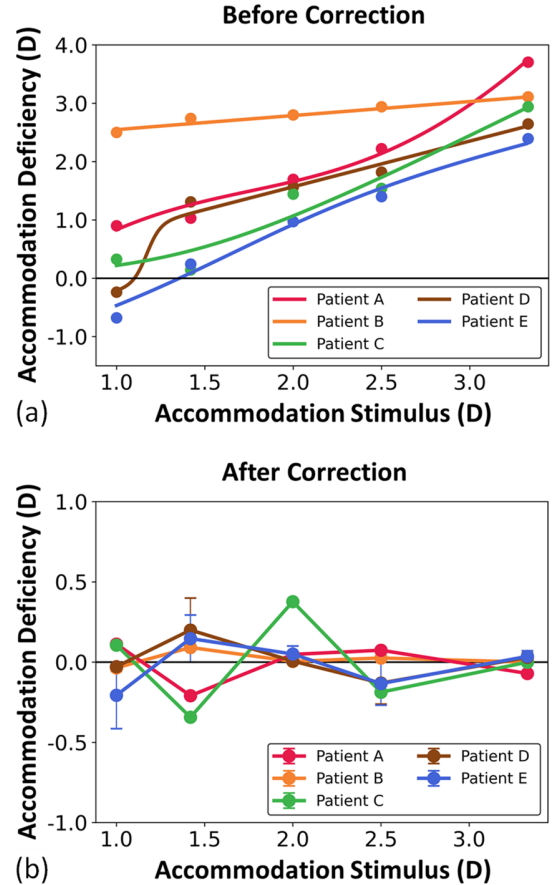 Before Correction
Accommodation Deficiency (D)
4.0
3.0
2.0
1.0
0.0
-1.0
Patient A
Patient D
Patient B
Patient E
Patient C
1.0
1.5
2.0
2.5
3.0
(a)
Accommodation Stimulus (D)
After Correction
Accommodation Deficiency (D)
1.0
0.5
0.0
-0.5
-1.0
Patient A
Patient D
Patient B
Patient E
Patient C
1.0
1.5
2.0
2.5
3.0
(b)
Accommodation Stimulus (D)